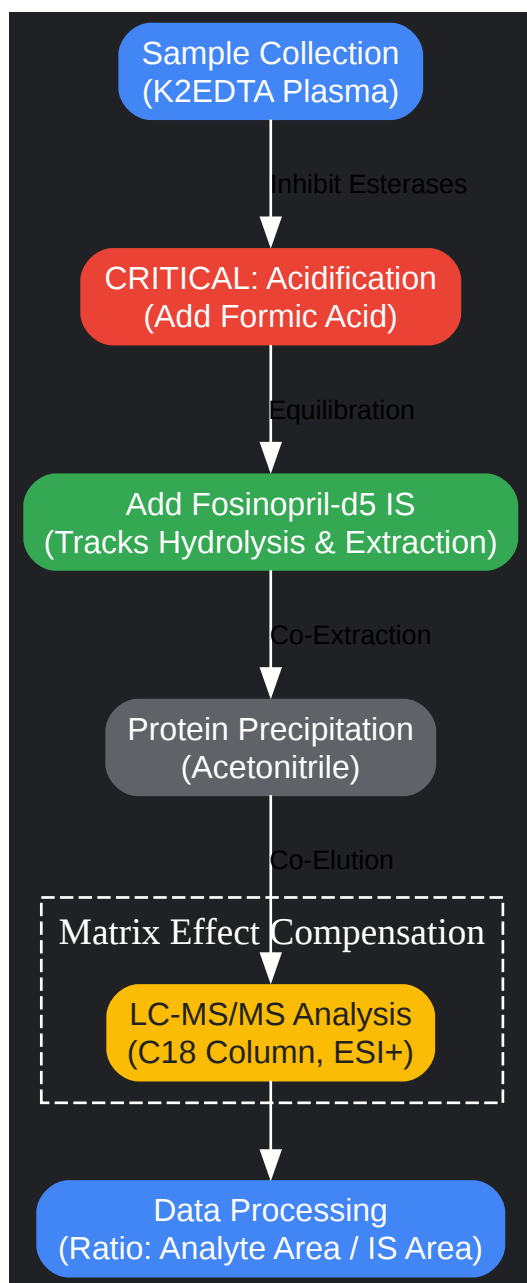 Sample Collection
(K2EDTA Plasma)
Inhibit Esterases
CRITICAL: Acidification
(Add Formic Acid)
Equilibration
Add Fosinopril-d5 IS
(Tracks Hydrolysis & Extraction)
Co-Extraction
Protein Precipitation
(Acetonitrile)
Co-Elution
Matrix Effect Compensation
LC-MS/MS Analysis
(C18 Column, ESI+)
Data Processing
(Ratio: Analyte Area / IS Area)